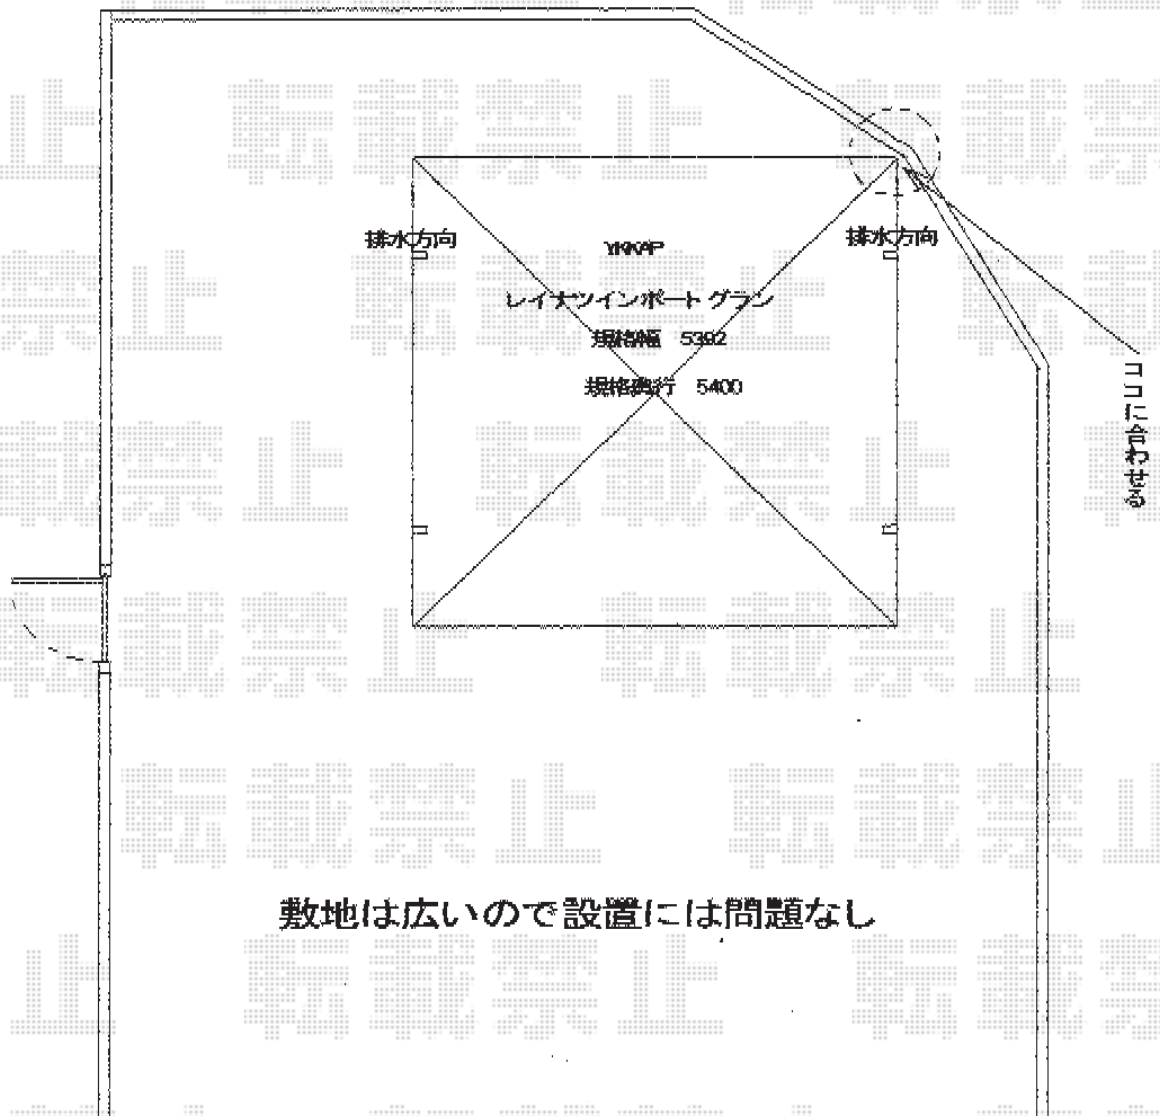 転載禁止
排水方向
YKKAP
排水方向
レイナツインポートグラン
規格幅 5392
規格奥行 5400
ココに合わせる
敷地は広いので設置には問題なし